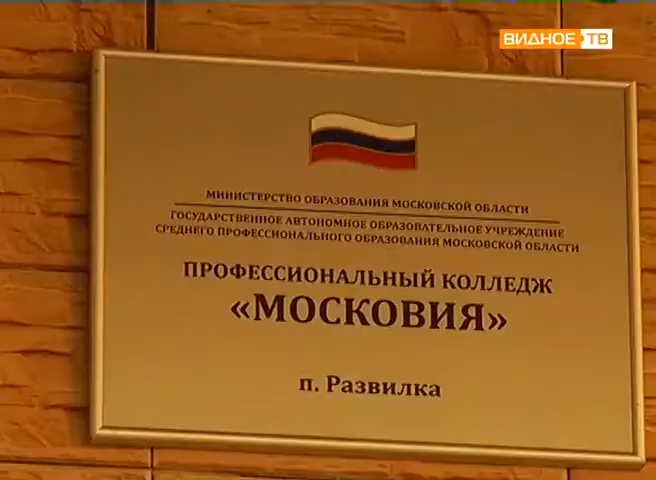 ВИДНОЕ ТВ
МИНИСТЕРСТВО ОБРАЗОВАНИЯ МОСКОВСКОЙ ОБЛАСТИ
ГОСУДАРСТВЕННОЕ АВТОНОМНОЕ ОБРАЗОВАТЕЛЬНОЕ УЧРЕЖДЕНИЕ
СРЕДНЕГО ПРОФЕССИОНАЛЬНОГО ОБРАЗОВАНИЯ МОСКОВСКОЙ ОБЛАСТИ
ПРОФЕССИОНАЛЬНЫЙ КОЛЛЕДЖ
«МОСКОВИЯ»
п. Развилка